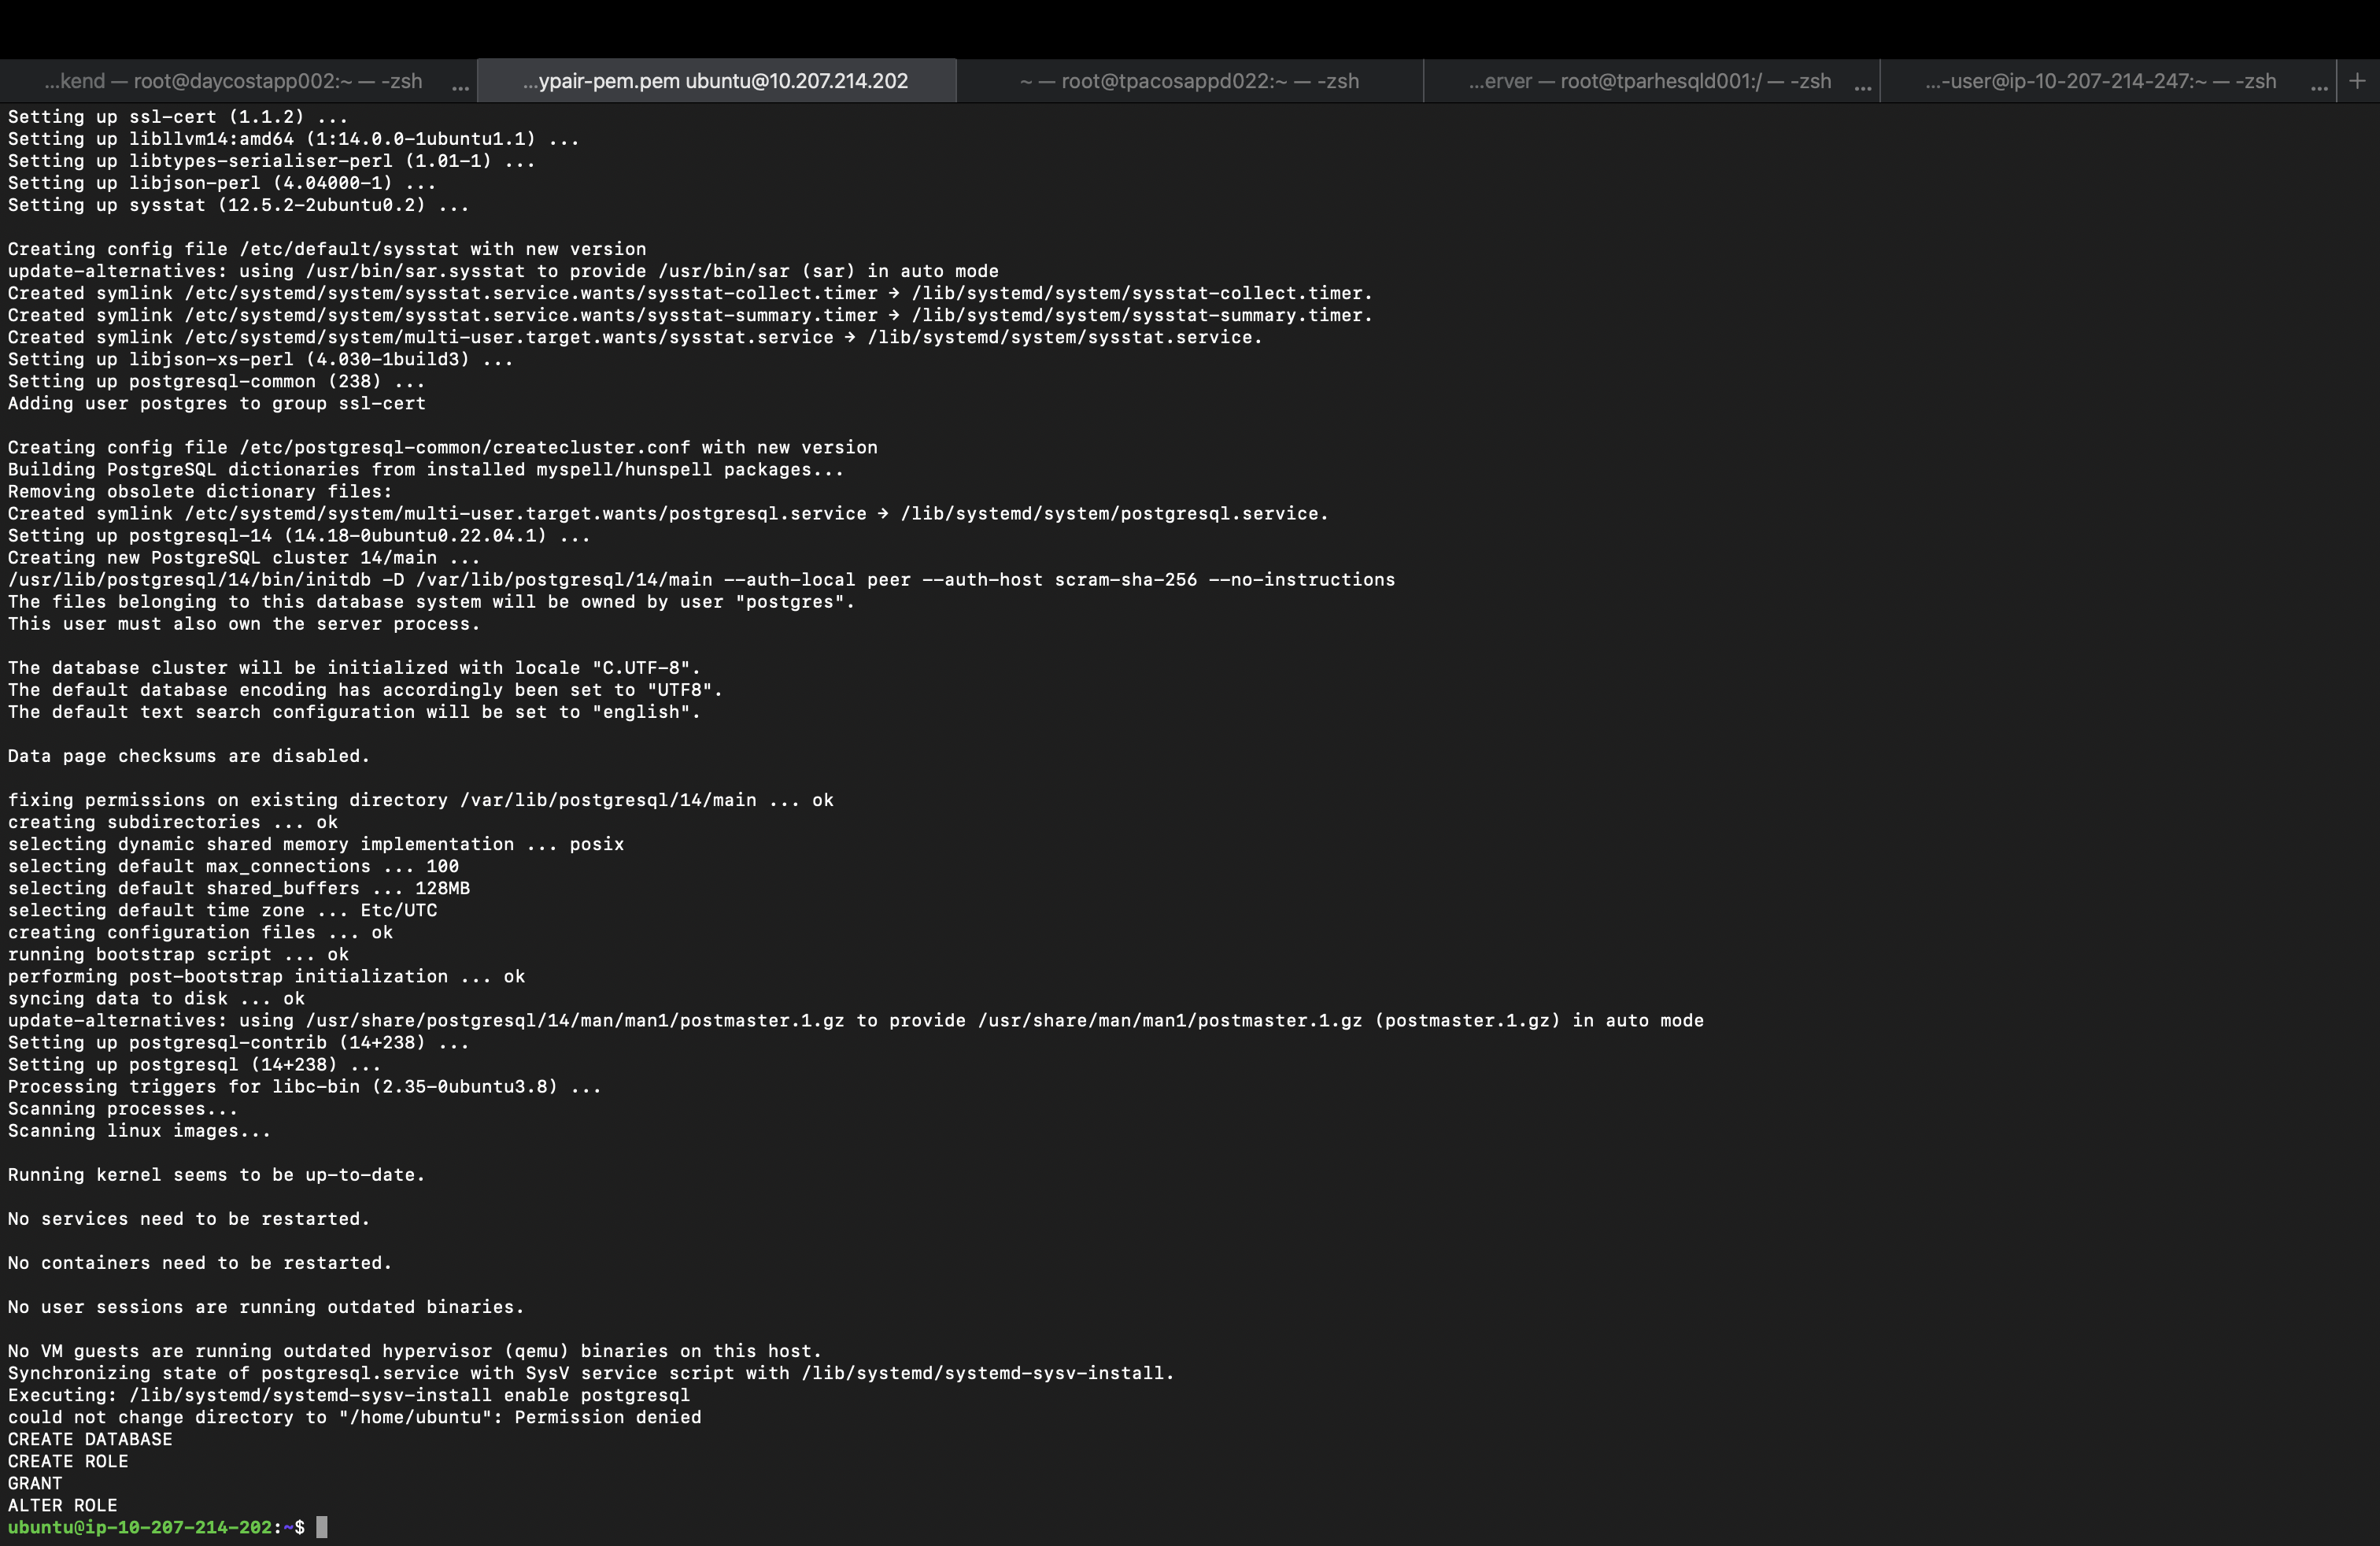 ...kend — root@daycostapp002:~ — -zsh ...
...ypair-pem.pem ubuntu@10.207.214.202
~ — root@tpacosappd022:~ — -zsh
...erver — root@tparhesqld001:/ — -zsh ...
...-user@ip-10-207-214-247:~ — -zsh ... +
Setting up ssl-cert (1.1.2) ...
Setting up libllvm14:amd64 (1:14.0.0-1ubuntu1.1) ...
Setting up libtypes-serialiser-perl (1.01-1) ...
Setting up libjson-perl (4.04000-1) ...
Setting up sysstat (12.5.2-2ubuntu0.2) ...
Creating config file /etc/default/sysstat with new version
update-alternatives: using /usr/bin/sar.sysstat to provide /usr/bin/sar (sar) in auto mode
Created symlink /etc/systemd/system/sysstat.service.wants/sysstat-collect.timer → /lib/systemd/system/sysstat-collect.timer.
Created symlink /etc/systemd/system/sysstat.service.wants/sysstat-summary.timer → /lib/systemd/system/sysstat-summary.timer.
Created symlink /etc/systemd/system/multi-user.target.wants/sysstat.service → /lib/systemd/system/sysstat.service.
Setting up libjson-xs-perl (4.030-1build3) ...
Setting up postgresql-common (238) ...
Adding user postgres to group ssl-cert
Creating config file /etc/postgresql-common/createcluster.conf with new version
Building PostgreSQL dictionaries from installed myspell/hunspell packages...
Removing obsolete dictionary files:
Created symlink /etc/systemd/system/multi-user.target.wants/postgresql.service → /lib/systemd/system/postgresql.service.
Setting up postgresql-14 (14.18-0ubuntu0.22.04.1) ...
Creating new PostgreSQL cluster 14/main ...
/usr/lib/postgresql/14/bin/initdb -D /var/lib/postgresql/14/main --auth-local peer --auth-host scram-sha-256 --no-instructions
The files belonging to this database system will be owned by user "postgres".
This user must also own the server process.
The database cluster will be initialized with locale "C.UTF-8".
The default database encoding has accordingly been set to "UTF8".
The default text search configuration will be set to "english".
Data page checksums are disabled.
fixing permissions on existing directory /var/lib/postgresql/14/main ... ok
creating subdirectories ... ok
selecting dynamic shared memory implementation ... posix
selecting default max_connections ... 100
selecting default shared_buffers ... 128MB
selecting default time zone ... Etc/UTC
creating configuration files ... ok
running bootstrap script ... ok
performing post-bootstrap initialization ... ok
syncing data to disk ... ok
update-alternatives: using /usr/share/postgresql/14/man/man1/postmaster.1.gz to provide /usr/share/man/man1/postmaster.1.gz (postmaster.1.gz) in auto mode
Setting up postgresql-contrib (14+238) ...
Setting up postgresql (14+238) ...
Processing triggers for libc-bin (2.35-0ubuntu3.8) ...
Scanning processes...
Scanning linux images...
Running kernel seems to be up-to-date.
No services need to be restarted.
No containers need to be restarted.
No user sessions are running outdated binaries.
No VM guests are running outdated hypervisor (qemu) binaries on this host.
Synchronizing state of postgresql.service with SysV service script with /lib/systemd/systemd-sysv-install.
Executing: /lib/systemd/systemd-sysv-install enable postgresql
could not change directory to "/home/ubuntu": Permission denied
CREATE DATABASE
CREATE ROLE
GRANT
ALTER ROLE
ubuntu@ip-10-207-214-202:~$